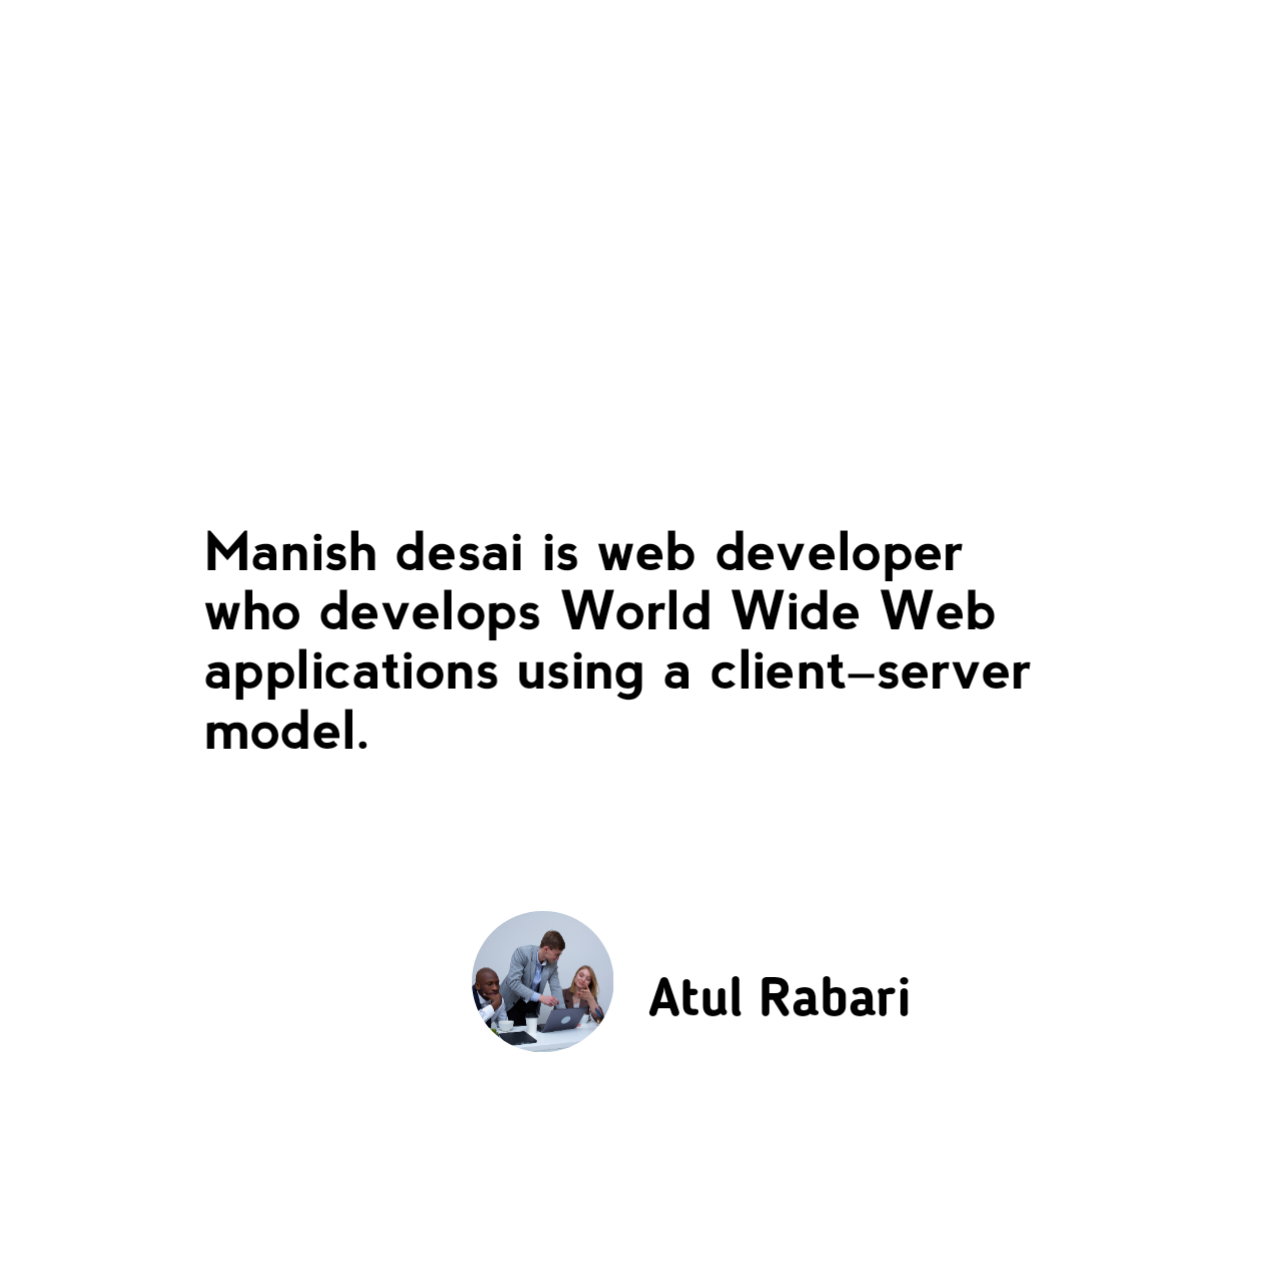 Manish desai is web developer
who develops World Wide Web
applications using a client–server
model.
Atul Rabari